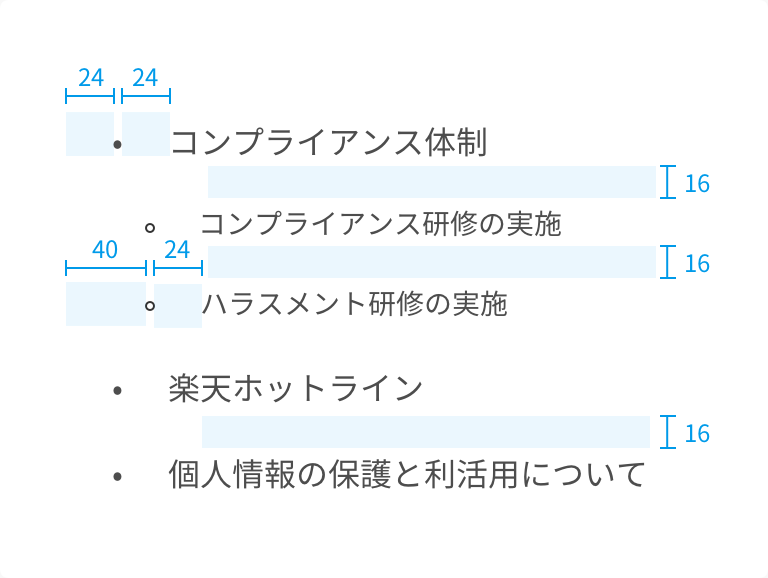 24 24
• コンプライアンス体制
16
コンプライアンス研修の実施
40 24
16
ハラスメント研修の実施
• 楽天ホットライン
16
• 個人情報の保護と利活用について